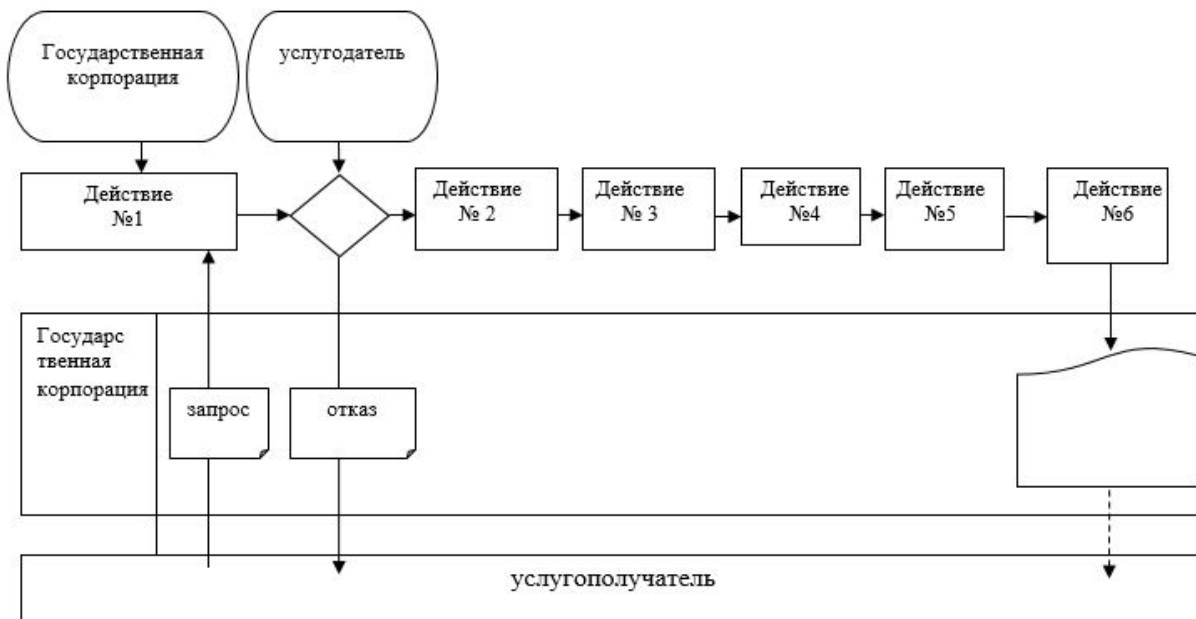 Государственная
корпорация
услугодатель
Действие
№1
Действие
№ 2
Действие
№ 3
Действие
№4
Действие
№5
Действие
№6
Государс
твенная
корпорация
запрос
отказ
услугополучатель